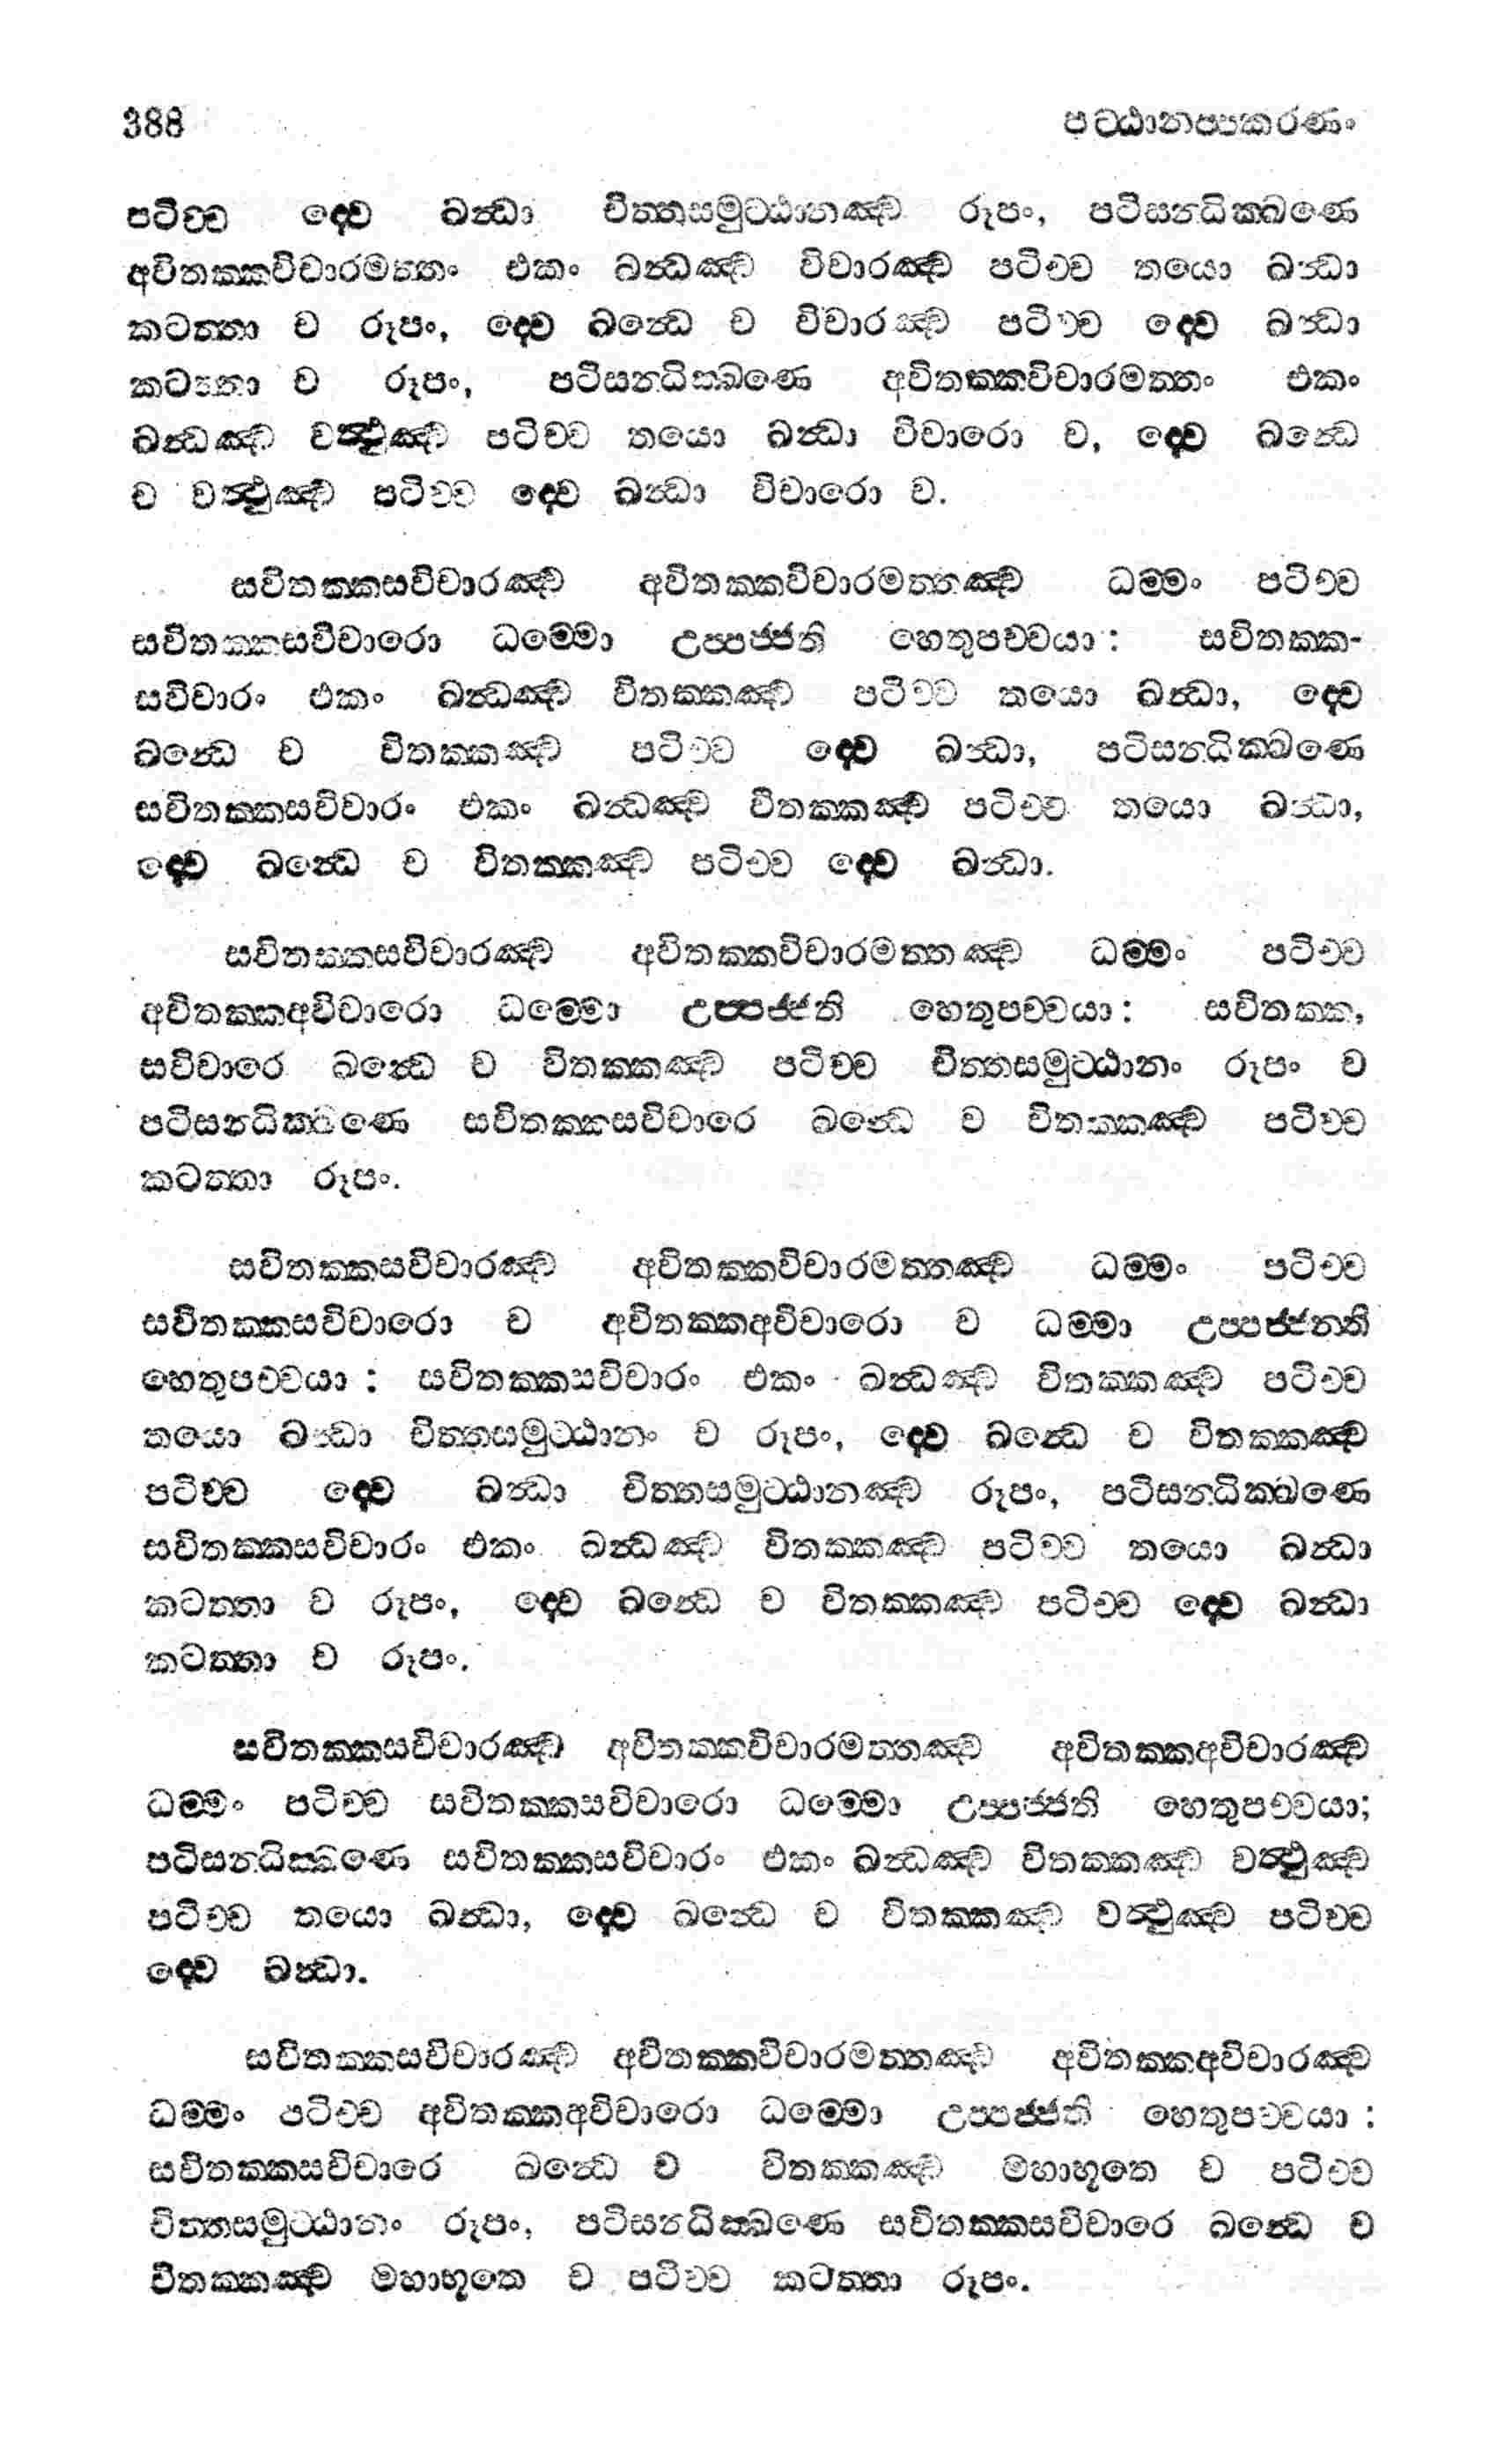 388 පට්ඨානප්පකරණං
පටිච්ච ද්වෙ ඛන්ධා චිත්තසමුට්ඨානඤ්ච රූපං, පටිසන්ධික්ඛණෙ
අවිතක්කවිචාරමත්තං එකං ඛන්ධඤ්ච විචාරඤ්ච පටිච්ච තයො ඛන්ධා
කටත්තා ච රූපං, ද්වෙ ඛන්ධෙ ච විචාරඤ්ච පටිච්ච ද්වෙ ඛන්ධා
කටත්තා ච රූපං, පටිසන්ධික්ඛණෙ අවිතක්කවිචාරමත්තං එකං
ඛන්ධඤ්ච වත්ථුඤ්ච පටිච්ච තයො ඛන්ධා විචාරො ච, ද්වෙ ඛන්ධෙ
ච වත්ථුඤ්ච පටිච්ච ද්වෙ ඛන්ධා විචාරො ච.
සවිතක්කසවිචාරඤ්ච අවිතක්කවිචාරමත්තඤ්ච ධම්මං පටිච්ච
සවිතක්කසවිචාරො ධම්මො උප්පජ්ජති හෙතුපච්චයා : සවිතක්ක-
සවිචාරං එකං ඛන්ධඤ්ච විතක්කඤ්ච පටිච්ච තයො ඛන්ධා, ද්වෙ
ඛන්ධෙ ච විතක්කඤ්ච පටිච්ච ද්වෙ ඛන්ධා, පටිසන්ධික්ඛණෙ
සවිතක්කසවිචාරං එකං ඛන්ධඤ්ච විතක්කඤ්ච පටිච්ච තයො ඛන්ධා,
ද්වෙ ඛන්ධෙ ච විතක්කඤ්ච පටිච්ච ද්වෙ ඛන්ධා.
සවිතක්කසවිචාරඤ්ච අවිතක්කවිචාරමත්තඤ්ච ධම්මං පටිච්ච
අවිතක්කඅවිචාරො ධම්මො උප්පජ්ජති හෙතුපච්චයා : සවිතක්ක,
සවිචාරෙ ඛන්ධෙ ච විතක්කඤ්ච පටිච්ච චිත්තසමුට්ඨානං රූපං ච
පටිසන්ධික්ඛණෙ සවිතක්කසවිචාරෙ ඛන්ධෙ ච විතක්කඤ්ච පටිච්ච
කටත්තා රූපං.
සවිතක්කසවිචාරඤ්ච අවිතක්කවිචාරමත්තඤ්ච ධම්මං පටිච්ච
සවිතක්කසවිචාරො ච අවිතක්කඅවිචාරො ච ධම්මා උප්පජ්ජන්ති
හෙතුපච්චයා : සවිතක්කසවිචාරං එකං ඛන්ධඤ්ච විතක්කඤ්ච පටිච්ච
තයො ඛන්ධා චිත්තසමුට්ඨානං ච රූපං, ද්වෙ ඛන්ධෙ ච විතක්කඤ්ච
පටිච්ච ද්වෙ ඛන්ධා චිත්තසමුට්ඨානඤ්ච රූපං, පටිසන්ධික්ඛණෙ
සවිතක්කසවිචාරං එකං ඛන්ධඤ්ච විතක්කඤ්ච පටිච්ච තයො ඛන්ධා
කටත්තා ච රූපං, ද්වෙ ඛන්ධෙ ච විතක්කඤ්ච පටිච්ච ද්වෙ ඛන්ධා
කටත්තා ච රූපං.
සවිතක්කසවිචාරඤ්ච අවිතක්කවිචාරමත්තඤ්ච අවිතක්කඅවිචාරඤ්ච
ධම්මං පටිච්ච සවිතක්කසවිචාරො ධම්මො උප්පජ්ජති හෙතුපච්චයා;
පටිසන්ධික්ඛණෙ සවිතක්කසවිචාරං එකං ඛන්ධඤ්ච විතක්කඤ්ච වත්ථුඤ්ච
පටිච්ච තයො ඛන්ධා, ද්වෙ ඛන්ධෙ ච විතක්කඤ්ච වත්ථුඤ්ච පටිච්ච
ද්වෙ ඛන්ධා.
සවිතක්කසවිචාරඤ්ච අවිතක්කවිචාරමත්තඤ්ච අවිතක්කඅවිචාරඤ්ච
ධම්මං පටිච්ච අවිතක්කඅවිචාරො ධම්මො උප්පජ්ජති හෙතුපච්චයා :
සවිතක්කසවිචාරෙ ඛන්ධෙ ච විතක්කඤ්ච මහාභූතෙ ච පටිච්ච
චිත්තසමුට්ඨානං රූපං, පටිසන්ධික්ඛණෙ සවිතක්කසවිචාරෙ ඛන්ධෙ ච
විතක්කඤ්ච මහාභූතෙ ච පටිච්ච කටත්තා රූපං.